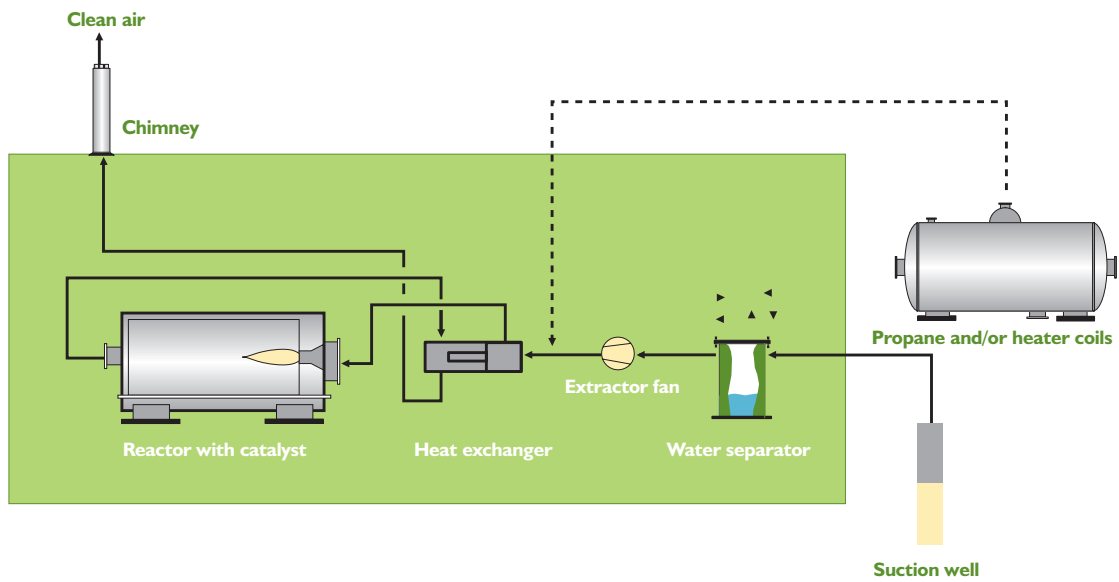 Clean air
Chimney
Propane and/or heater coils
Extractor fan
Reactor with catalyst
Heat exchanger
Water separator
Suction well